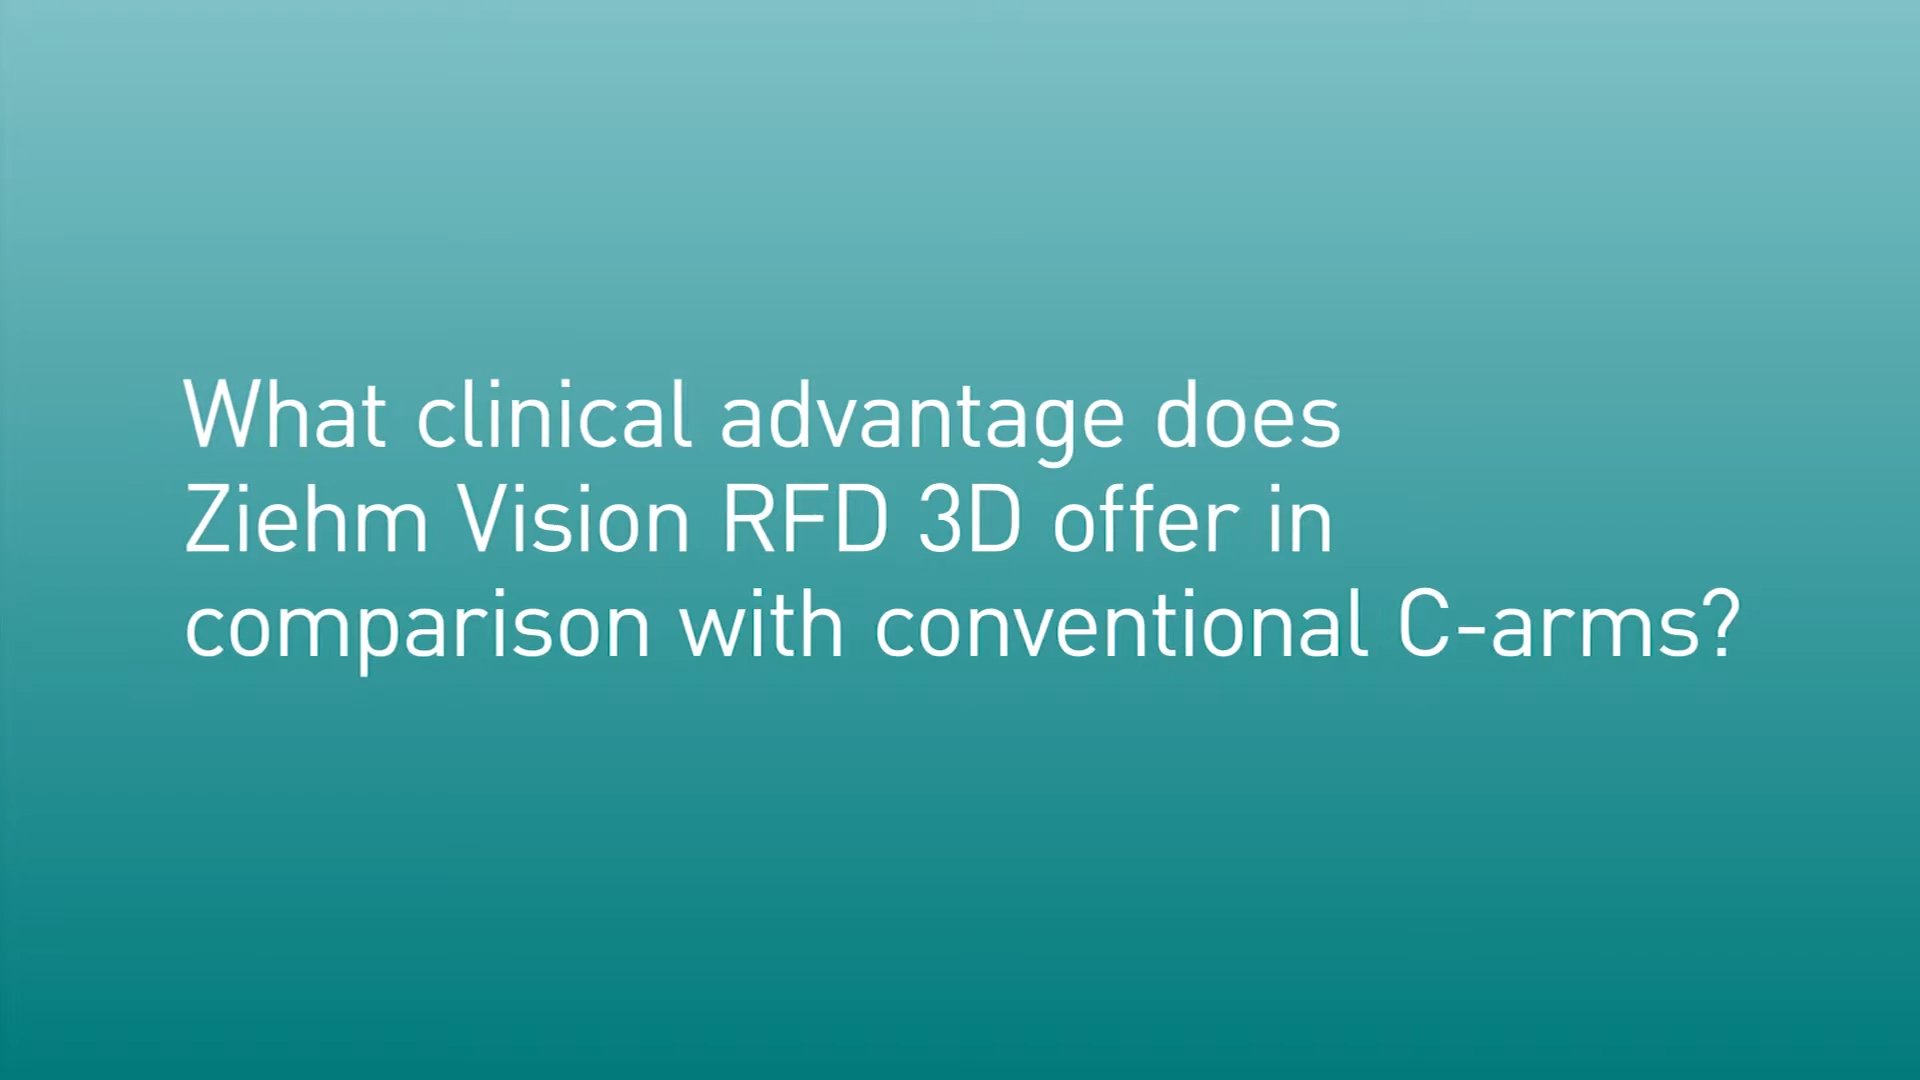 What clinical advantage does
Ziehm Vision RFD 3D offer in
comparison with conventional C-arms?